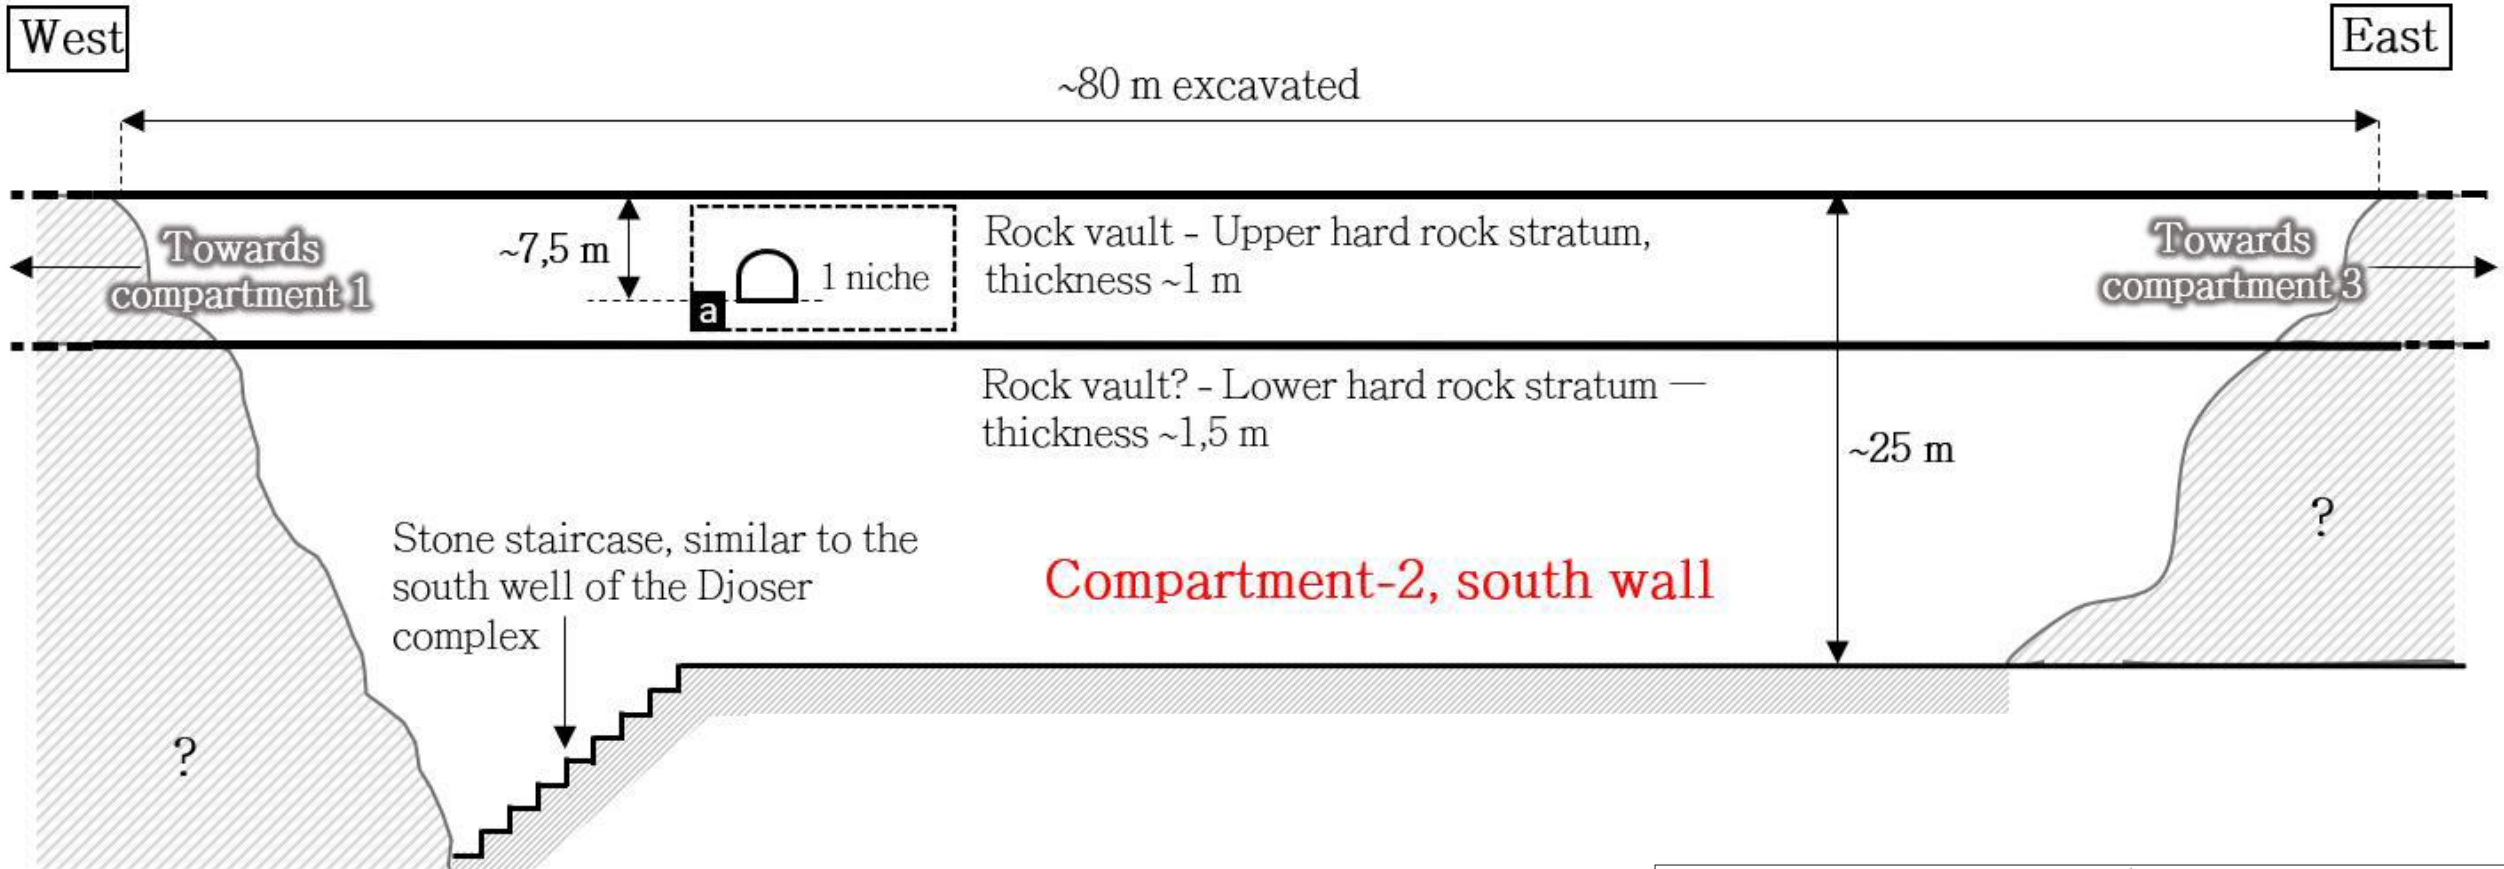 West
East
~80 m excavated
Towards
compartment 1
~7,5 m
1 niche
a
Rock vault - Upper hard rock stratum,
thickness ~1 m
Towards
compartment 3
Rock vault? - Lower hard rock stratum —
thickness ~1,5 m
~25 m
?
Stone staircase, similar to the
south well of the Djoser
complex
Compartment-2, south wall
?